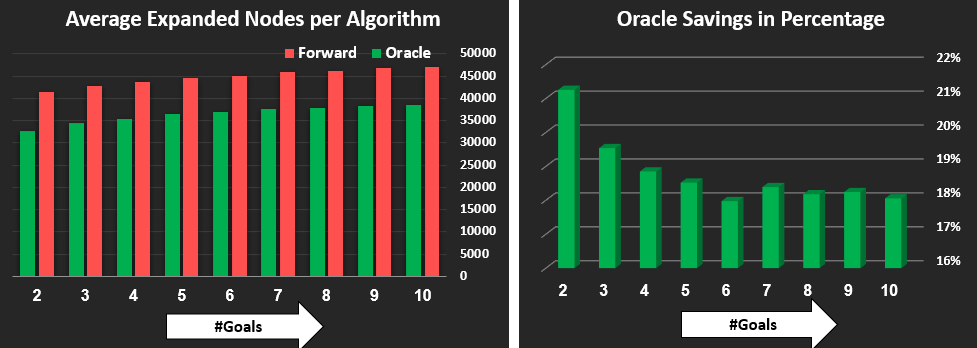 Average Expanded Nodes per Algorithm
Forward Oracle
50000
45000
40000
35000
30000
25000
20000
15000
10000
5000
0
2 3 4 5 6 7 8 9 10
#Goals
Oracle Savings in Percentage
22%
21%
20%
19%
18%
17%
16%
2 3 4 5 6 7 8 9 10
#Goals